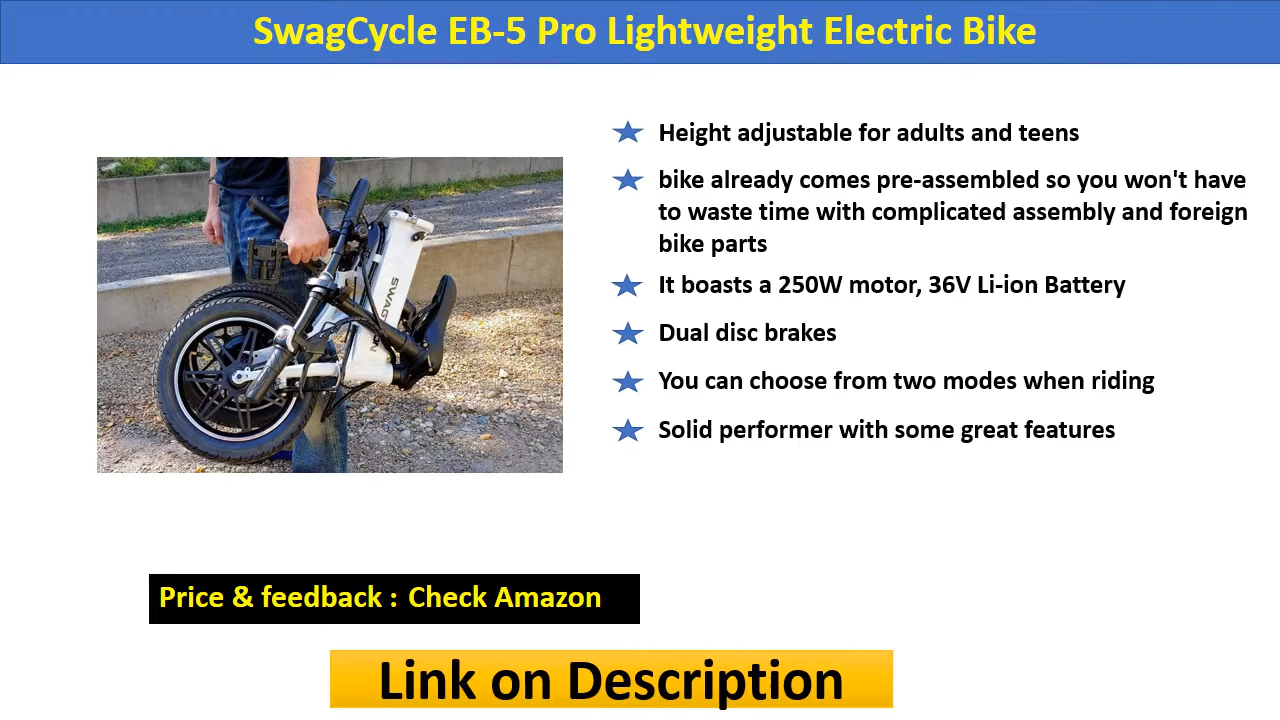 SwagCycle EB-5 Pro Lightweight Electric Bike
Height adjustable for adults and teens
bike already comes pre-assembled so you won't have
to waste time with complicated assembly and foreign
bike parts
It boasts a 250W motor, 36V Li-ion Battery
Dual disc brakes
You can choose from two modes when riding
Solid performer with some great features
SWAG
Price & feedback : Check Amazon
Link on Description